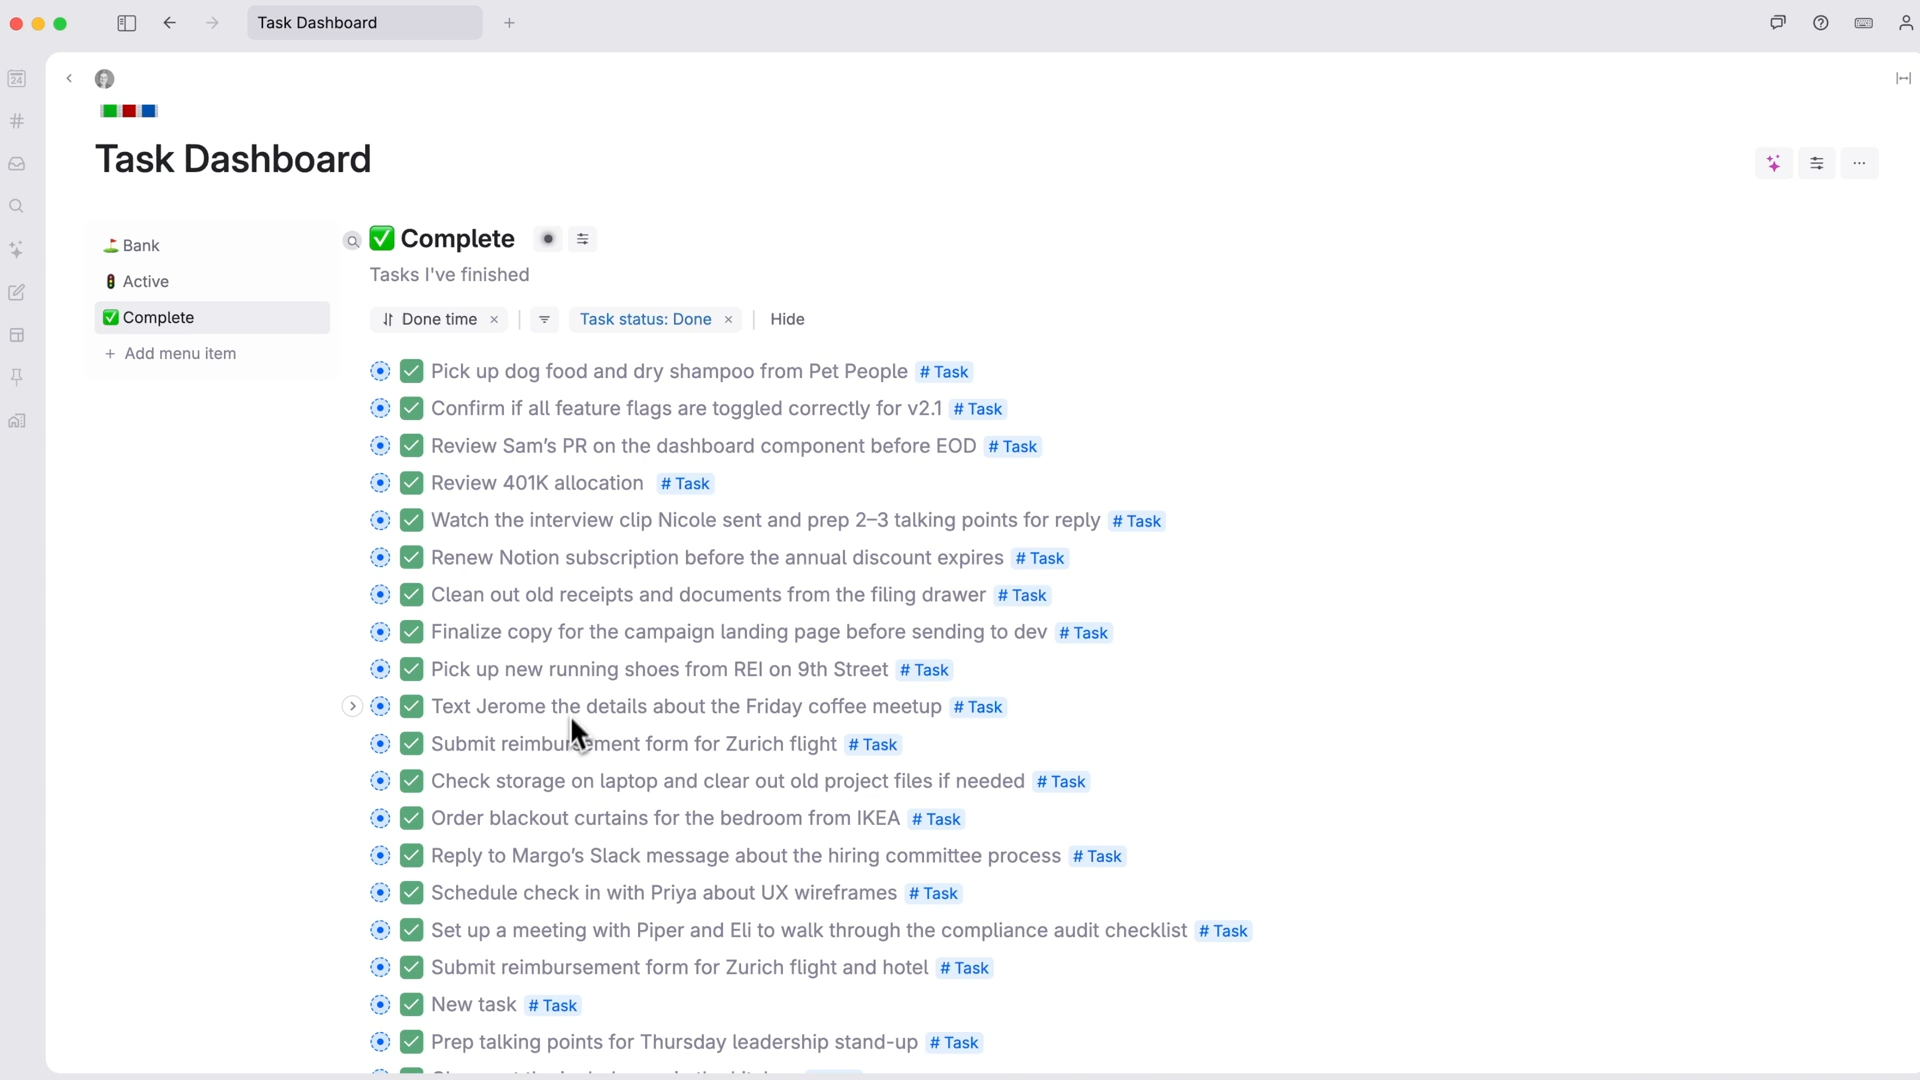 Task Dashboard
24
Task Dashboard
Bank
Active
Complete
+ Add menu item
Complete
Tasks I've finished
Done time
Task status: Done
Hide
Pick up dog food and dry shampoo from Pet People # Task
Confirm if all feature flags are toggled correctly for v2.1 # Task
Review Sam’s PR on the dashboard component before EOD # Task
Review 401K allocation # Task
Watch the interview clip Nicole sent and prep 2–3 talking points for reply # Task
Renew Notion subscription before the annual discount expires # Task
Clean out old receipts and documents from the filing drawer # Task
Finalize copy for the campaign landing page before sending to dev # Task
Pick up new running shoes from REI on 9th Street # Task
Text Jerome the details about the Friday coffee meetup # Task
Submit reimbursement form for Zurich flight # Task
Check storage on laptop and clear out old project files if needed # Task
Order blackout curtains for the bedroom from IKEA # Task
Reply to Margo’s Slack message about the hiring committee process # Task
Schedule check in with Priya about UX wireframes # Task
Set up a meeting with Piper and Eli to walk through the compliance audit checklist # Task
Submit reimbursement form for Zurich flight and hotel # Task
New task # Task
Prep talking points for Thursday leadership stand-up # Task